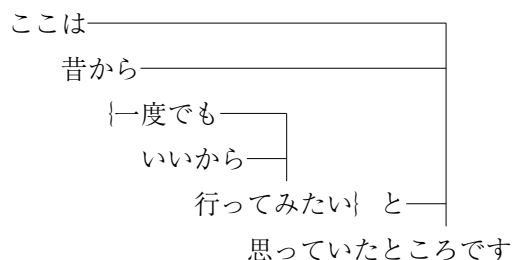 ここは
昔から
{一度でも
いいから
行ってみたい} と
思っていたところです